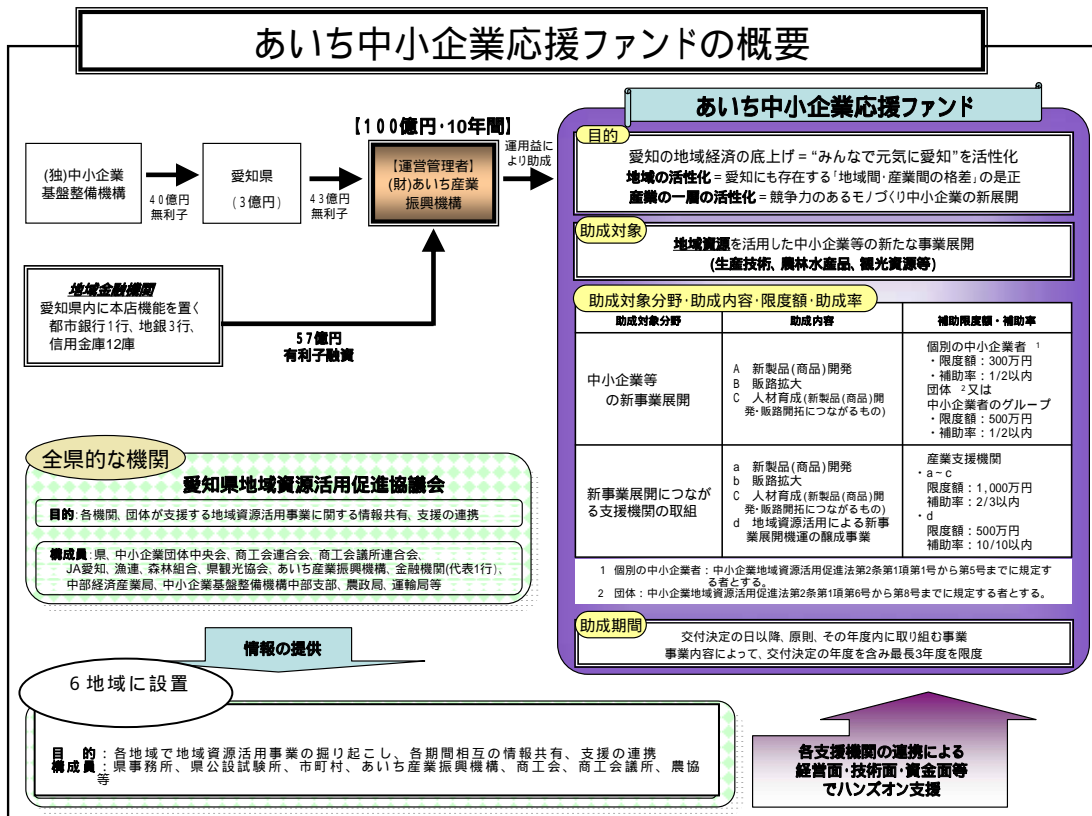 あいち中小企業応援ファンドの概要
(独)中小企業
基盤整備機構
40億円
無利子
愛知県
(3億円)
43億円
無利子
【100億円・10年間】
【運営管理者】
(財)あいち産業
振興機構
運用益に
より助成
地域金融機関
愛知県内に本店機能を置く
都市銀行1行、地銀3行、
信用金庫12庫
57億円
有利子融資
あいち中小企業応援ファンド
目的
愛知の地域経済の底上げ＝“みんなで元気に愛知”を活性化
地域の活性化＝愛知にも存在する「地域間・産業間の格差」の是正
産業の一層の活性化＝競争力のあるモノづくり中小企業の新展開
助成対象
地域資源を活用した中小企業等の新たな事業展開
(生産技術、農林水産品、観光資源等)
助成対象分野・助成内容・限度額・助成率
助成対象分野
助成内容
補助限度額・補助率
中小企業等
の新事業展開
A 新製品(商品)開発
B 販路拡大
C 人材育成(新製品(商品)開
発・販路開拓につながるもの)
個別の中小企業者 1
・限度額：300万円
・補助率：1/2以内
団体 2又は
中小企業者のグループ
・限度額：500万円
・補助率：1/2以内
新事業展開につなが
る支援機関の取組
a 新製品(商品)開発
b 販路拡大
C 人材育成(新製品(商品)開
発・販路開拓につながるもの)
d 地域資源活用による新事
業展開機運の醸成事業
産業支援機関
・a～c
限度額：1,000万円
補助率：2/3以内
・d
限度額：500万円
補助率：10/10以内
1 個別の中小企業者：中小企業地域資源活用促進法第2条第1項第1号から第5号までに規定す
る者とする。
2 団体：中小企業地域資源活用促進法第2条第1項第6号から第8号までに規定する者とする。
助成期間
交付決定の日以降、原則、その年度内に取り組む事業
事業内容によって、交付決定の年度を含み最長3年度を限度
全県的な機関
愛知県地域資源活用促進協議会
目的：各機関、団体が支援する地域資源活用事業に関する情報共有、支援の連携
構成員：県、中小企業団体中央会、商工会連合会、商工会議所連合会、
JA愛知、漁連、森林組合、県観光協会、あいち産業振興機構、金融機関(代表1行)、
中部経済産業局、中小企業基盤整備機構中部支部、農政局、運輸局等
情報の提供
6地域に設置
目 的：各地域で地域資源活用事業の掘り起こし、各期間相互の情報共有、支援の連携
構成員：県事務所、県公設試験所、市町村、あいち産業振興機構、商工会、商工会議所、農協
等
各支援機関の連携による
経営面・技術面・資金面等
でハンズオン支援